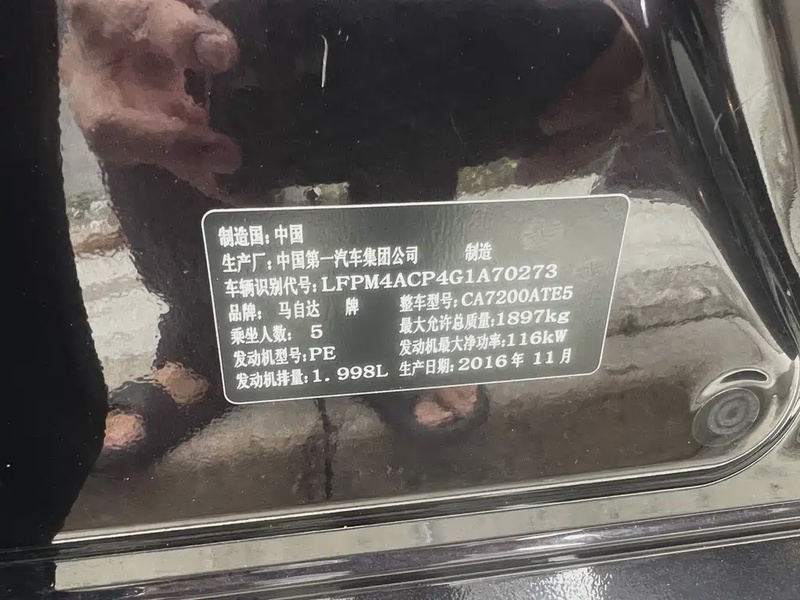 制造国：中国
生产厂：中国第一汽车集团公司 制造
车辆识别代号：LFPM4ACP4G1A70273
品牌： 马自达 牌 整车型号：CA7200ATE5
乘坐人数： 5 最大允许总质量：1897kg
发动机型号：PE 发动机最大净功率：116kW
发动机排量：1.998L 生产日期：2016 年 11 月